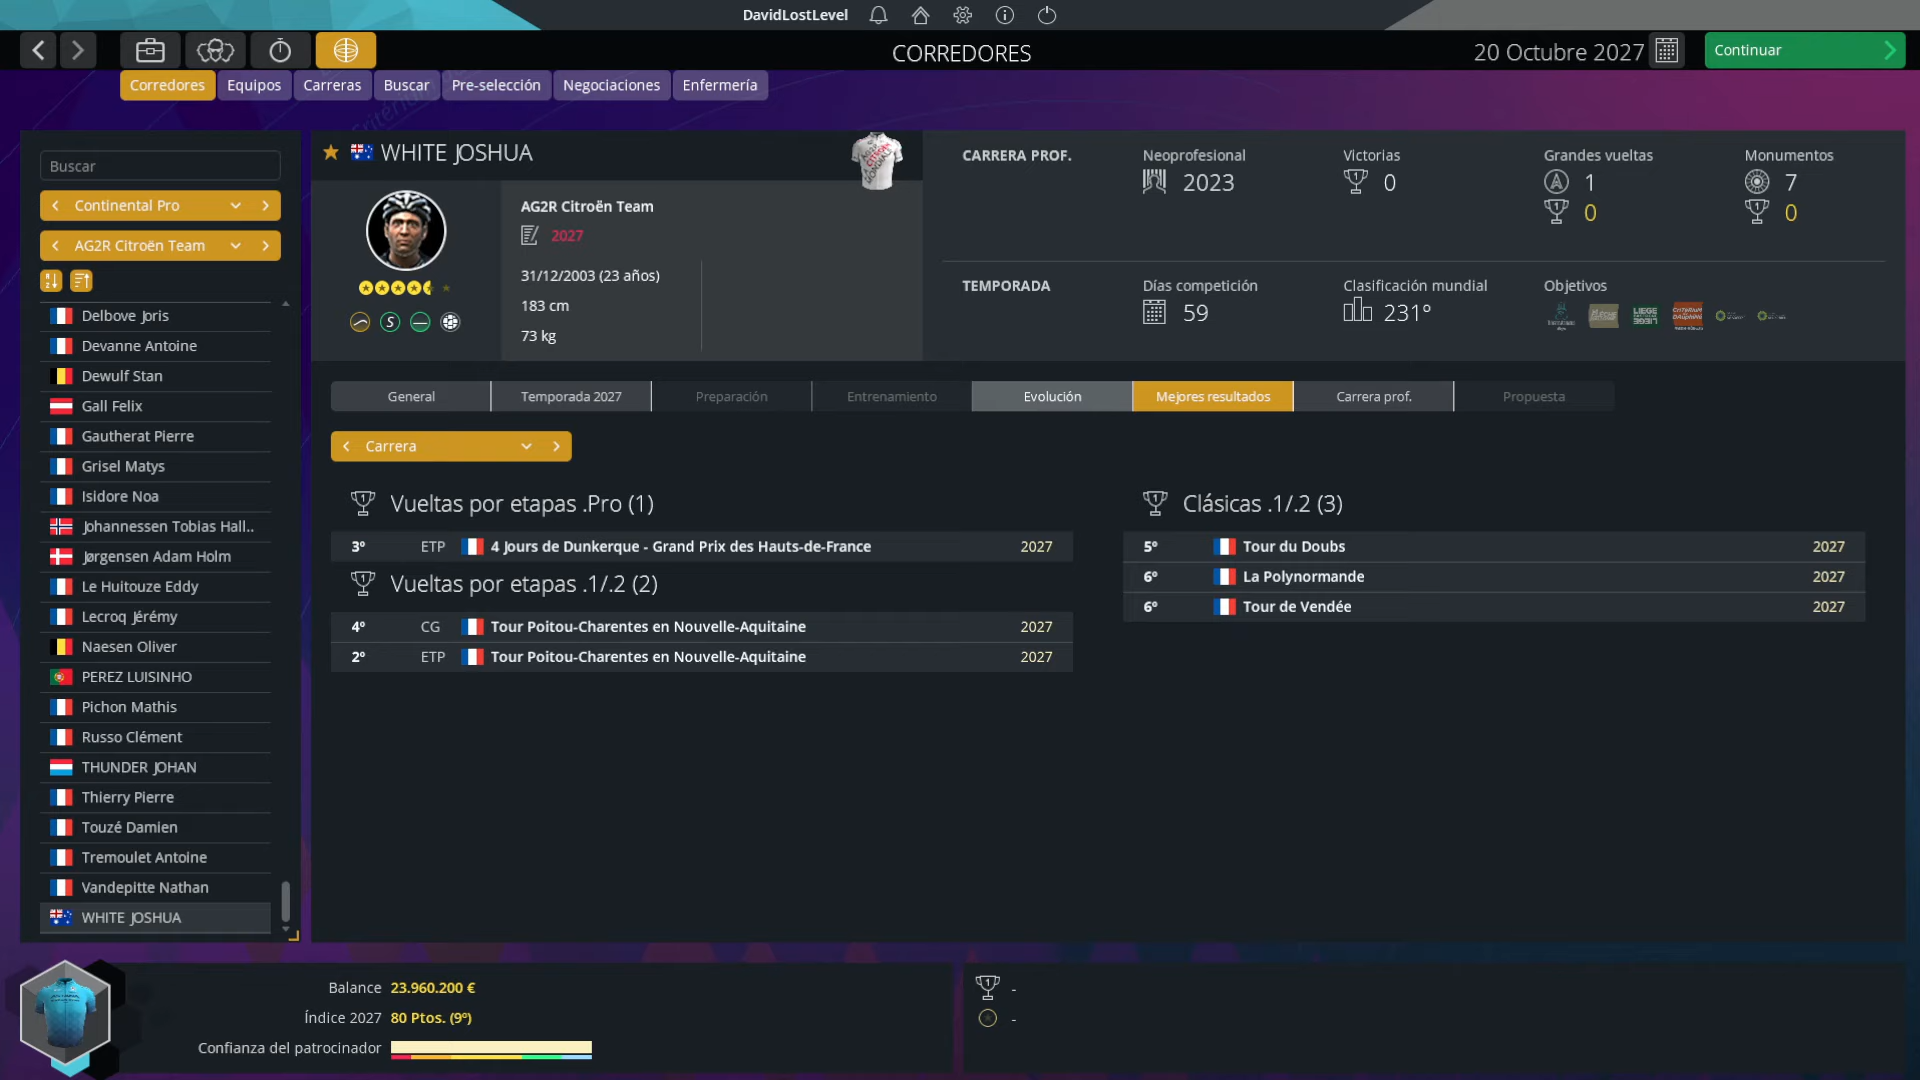 DavidLostLevel
CORREDORES
20 Octubre 2027
Continuar
Corredores
Equipos
Carreras
Buscar
Pre-selección
Negociaciones
Enfermería
Buscar
Continental Pro
AG2R Citroën Team
Delbove Joris
Devanne Antoine
Dewulf Stan
Gall Felix
Gautherat Pierre
Grisel Matys
Isidore Noa
Johannessen Tobias Hall..
Jørgensen Adam Holm
Le Huitouze Eddy
Lecroq Jérémy
Naesen Oliver
PEREZ LUISINHO
Pichon Mathis
Russo Clément
THUNDER JOHAN
Thierry Pierre
Touzé Damien
Tremoulet Antoine
Vandepitte Nathan
WHITE JOSHUA
WHITE JOSHUA
AG2R Citroën Team
2027
31/12/2003 (23 años)
183 cm
73 kg
CARRERA PROF.
Neoprofesional
2023
Victorias
0
Grandes vueltas
1
0
Monumentos
7
0
TEMPORADA
Días competición
59
Clasificación mundial
231°
Objetivos
General
Temporada 2027
Preparación
Entrenamiento
Evolución
Mejores resultados
Carrera prof.
Propuesta
Carrera
Vueltas por etapas .Pro (1)
3º ETP 4 Jours de Dunkerque - Grand Prix des Hauts-de-France 2027
Vueltas por etapas .1/.2 (2)
4º CG Tour Poitou-Charentes en Nouvelle-Aquitaine 2027
2º ETP Tour Poitou-Charentes en Nouvelle-Aquitaine 2027
Clásicas .1/.2 (3)
5º Tour du Doubs 2027
6º La Polynormande 2027
6º Tour de Vendée 2027
Balance 23.960.200 €
Índice 2027 80 Ptos. (9º)
Confianza del patrocinador
-
-